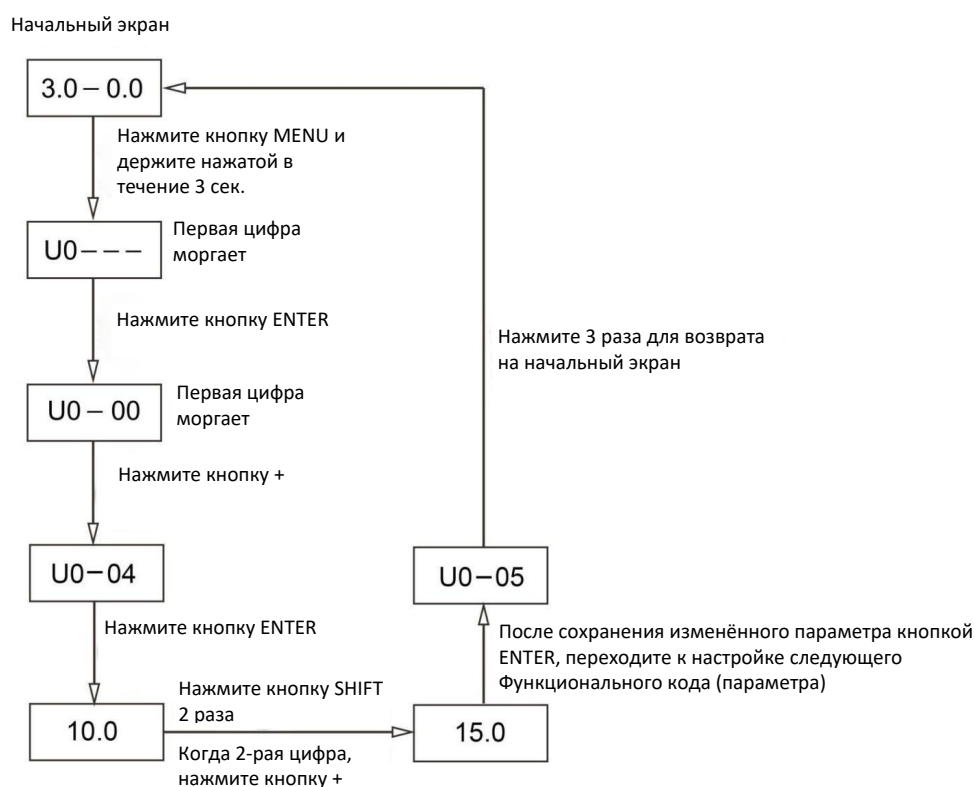 Начальный экран
3.0 – 0.0
Нажмите кнопку MENU и
держите нажатой в
течение 3 сек.
U0– – –
Первая цифра
моргает
Нажмите кнопку ENTER
Нажмите 3 раза для возврата
на начальный экран
U0 – 00
Первая цифра
моргает
Нажмите кнопку +
U0–04
U0–05
Нажмите кнопку ENTER
После сохранения изменённого параметра кнопкой
ENTER, переходите к настройке следующего
Функционального кода (параметра)
Нажмите кнопку SHIFT
2 раза
10.0
15.0
Когда 2-рая цифра,
нажмите кнопку +